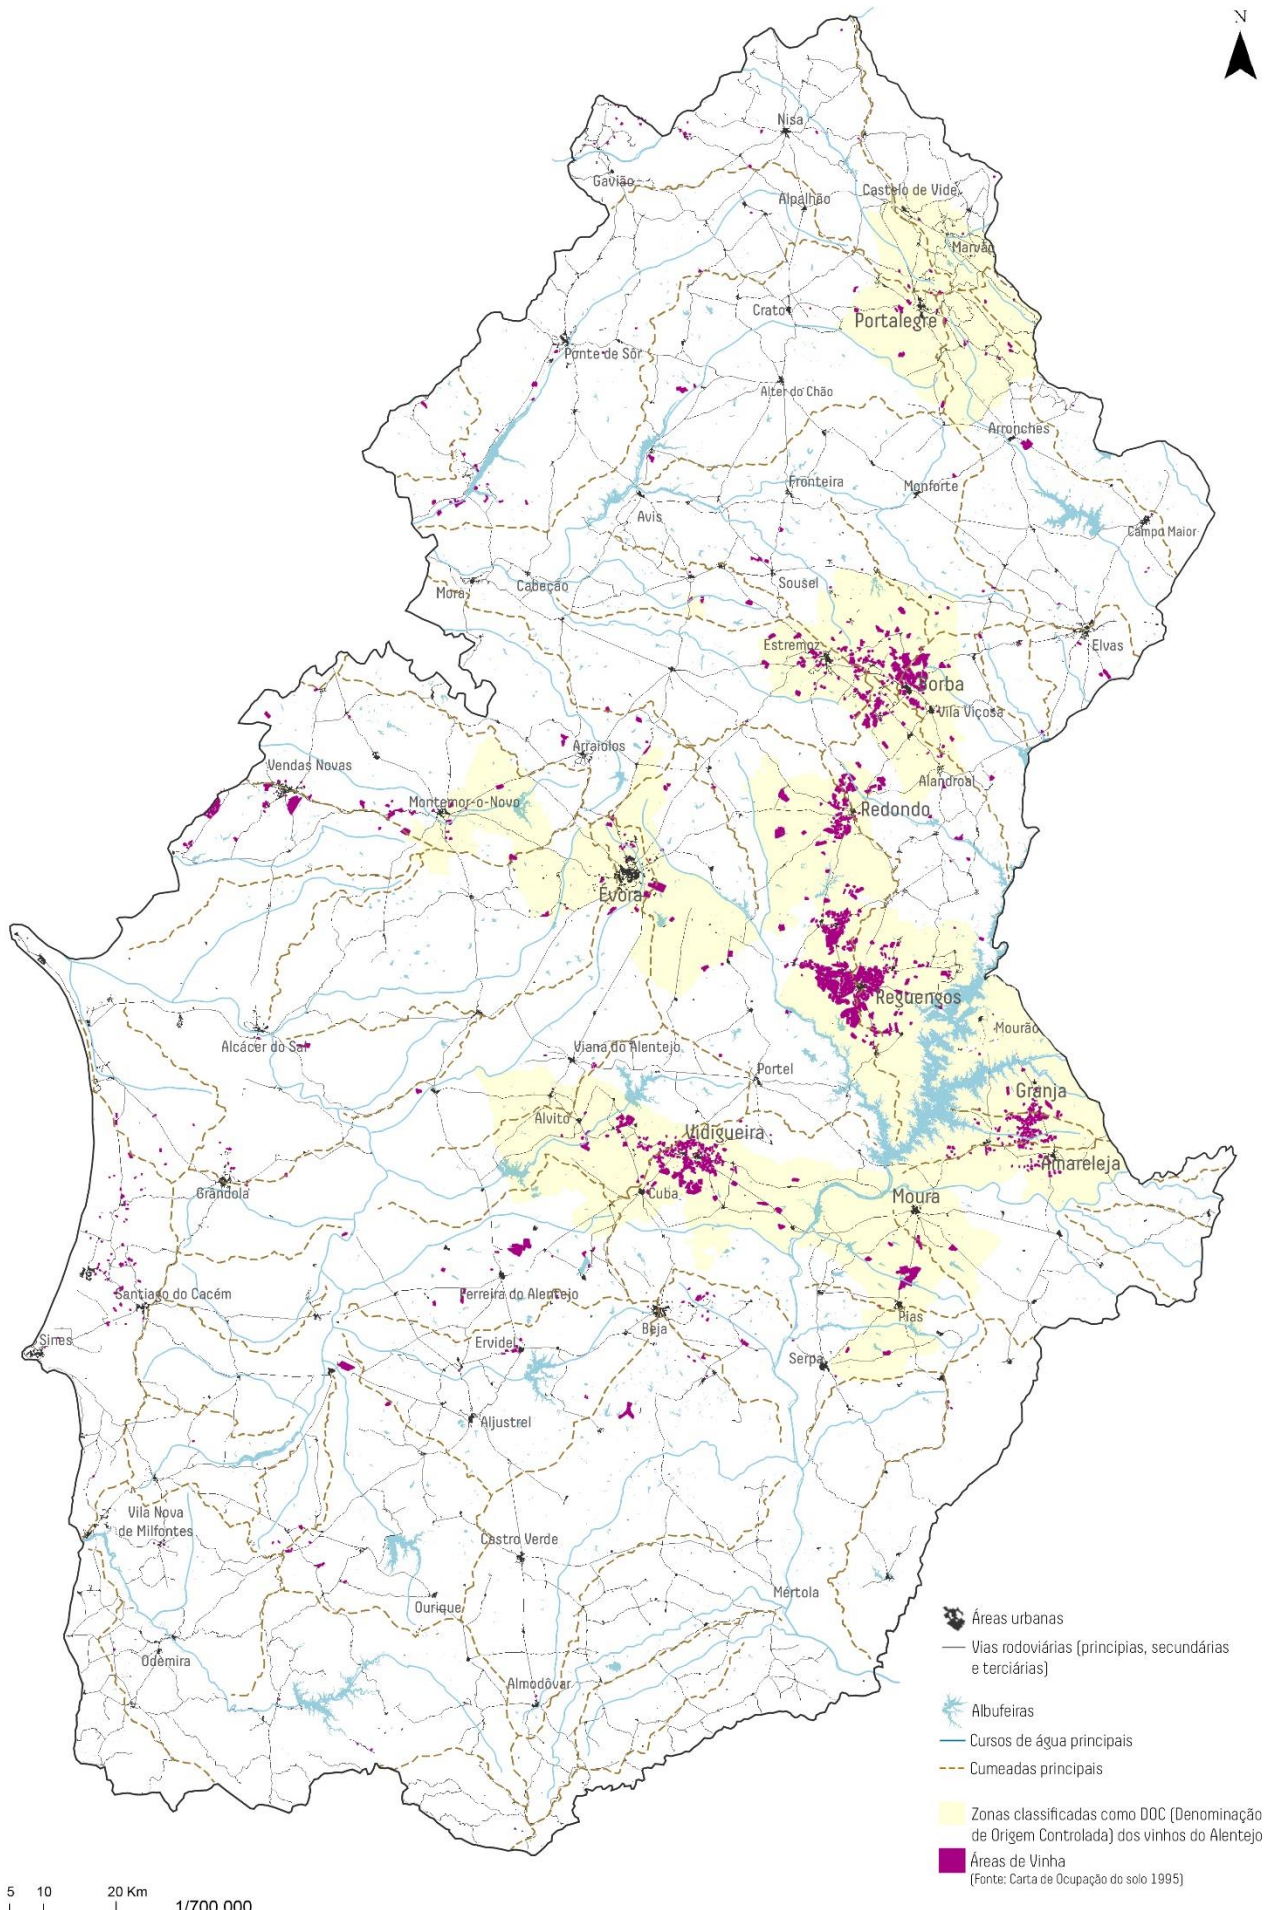 N
Nisa
Gavião
Alpalhão
Castelo de Vide
Marvão
Crato
Portalegre
Ponte de Sôr
Alter do Chão
Arronches
Fronteira
Monforte
Avis
Campo Maior
Cabeção
Mora
Sousel
Estremoz
Elvas
Borba
Vila Viçosa
Arraiolos
Vendas Novas
Alandroal
Montemor-o-Novo
Redondo
Évora
Reguengos
Mourão
Alcácer do Sal
Viana do Alentejo
Portel
Granja
Alvito
Vidigueira
Amareleja
Grândola
Cuba
Moura
Santiago do Cacém
Ferreira do Alentejo
Pias
Beja
Sines
Ervidel
Serpa
Aljustrel
Vila Nova
de Milfontes
Castro Verde
Mértola
Ourique
Odemira
Almodôvar
Áreas urbanas
Vias rodoviárias (principias, secundárias
e terciárias)
Albufeiras
Cursos de água principais
Cumeadas principais
Zonas classificadas como DOC (Denominação
de Origem Controlada) dos vinhos do Alentejo
Áreas de Vinha
(Fonte: Carta de Ocupação do solo 1995)
5 10 20 Km
1/700 000